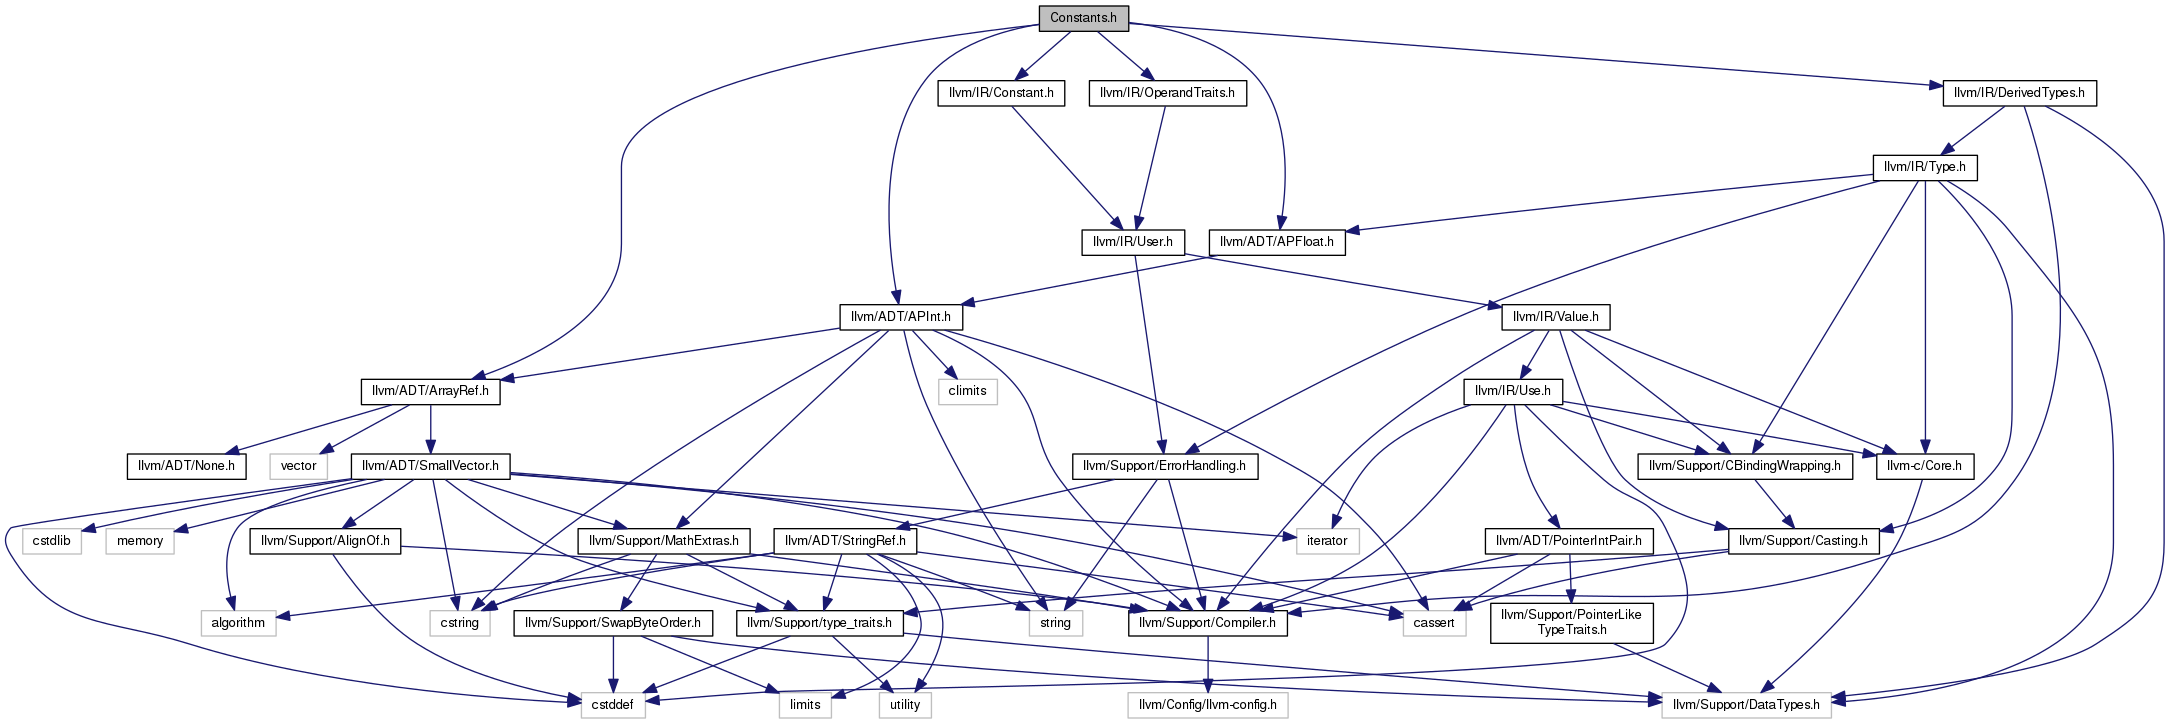 Constants.h
llvm/IR/Constant.h
llvm/IR/OperandTraits.h
llvm/IR/DerivedTypes.h
llvm/IR/Type.h
llvm/IR/User.h
llvm/ADT/APFloat.h
llvm/ADT/APInt.h
llvm/IR/Value.h
llvm/ADT/ArrayRef.h
climits
llvm/IR/Use.h
llvm/ADT/None.h
vector
llvm/ADT/SmallVector.h
llvm/Support/ErrorHandling.h
llvm/Support/CBindingWrapping.h
llvm-c/Core.h
cstdlib
memory
llvm/Support/AlignOf.h
llvm/Support/MathExtras.h
llvm/ADT/StringRef.h
iterator
llvm/ADT/PointerIntPair.h
llvm/Support/Casting.h
algorithm
cstring
llvm/Support/SwapByteOrder.h
llvm/Support/type_traits.h
string
llvm/Support/Compiler.h
cassert
llvm/Support/PointerLike
TypeTraits.h
cstddef
limits
utility
llvm/Config/llvm-config.h
llvm/Support/DataTypes.h